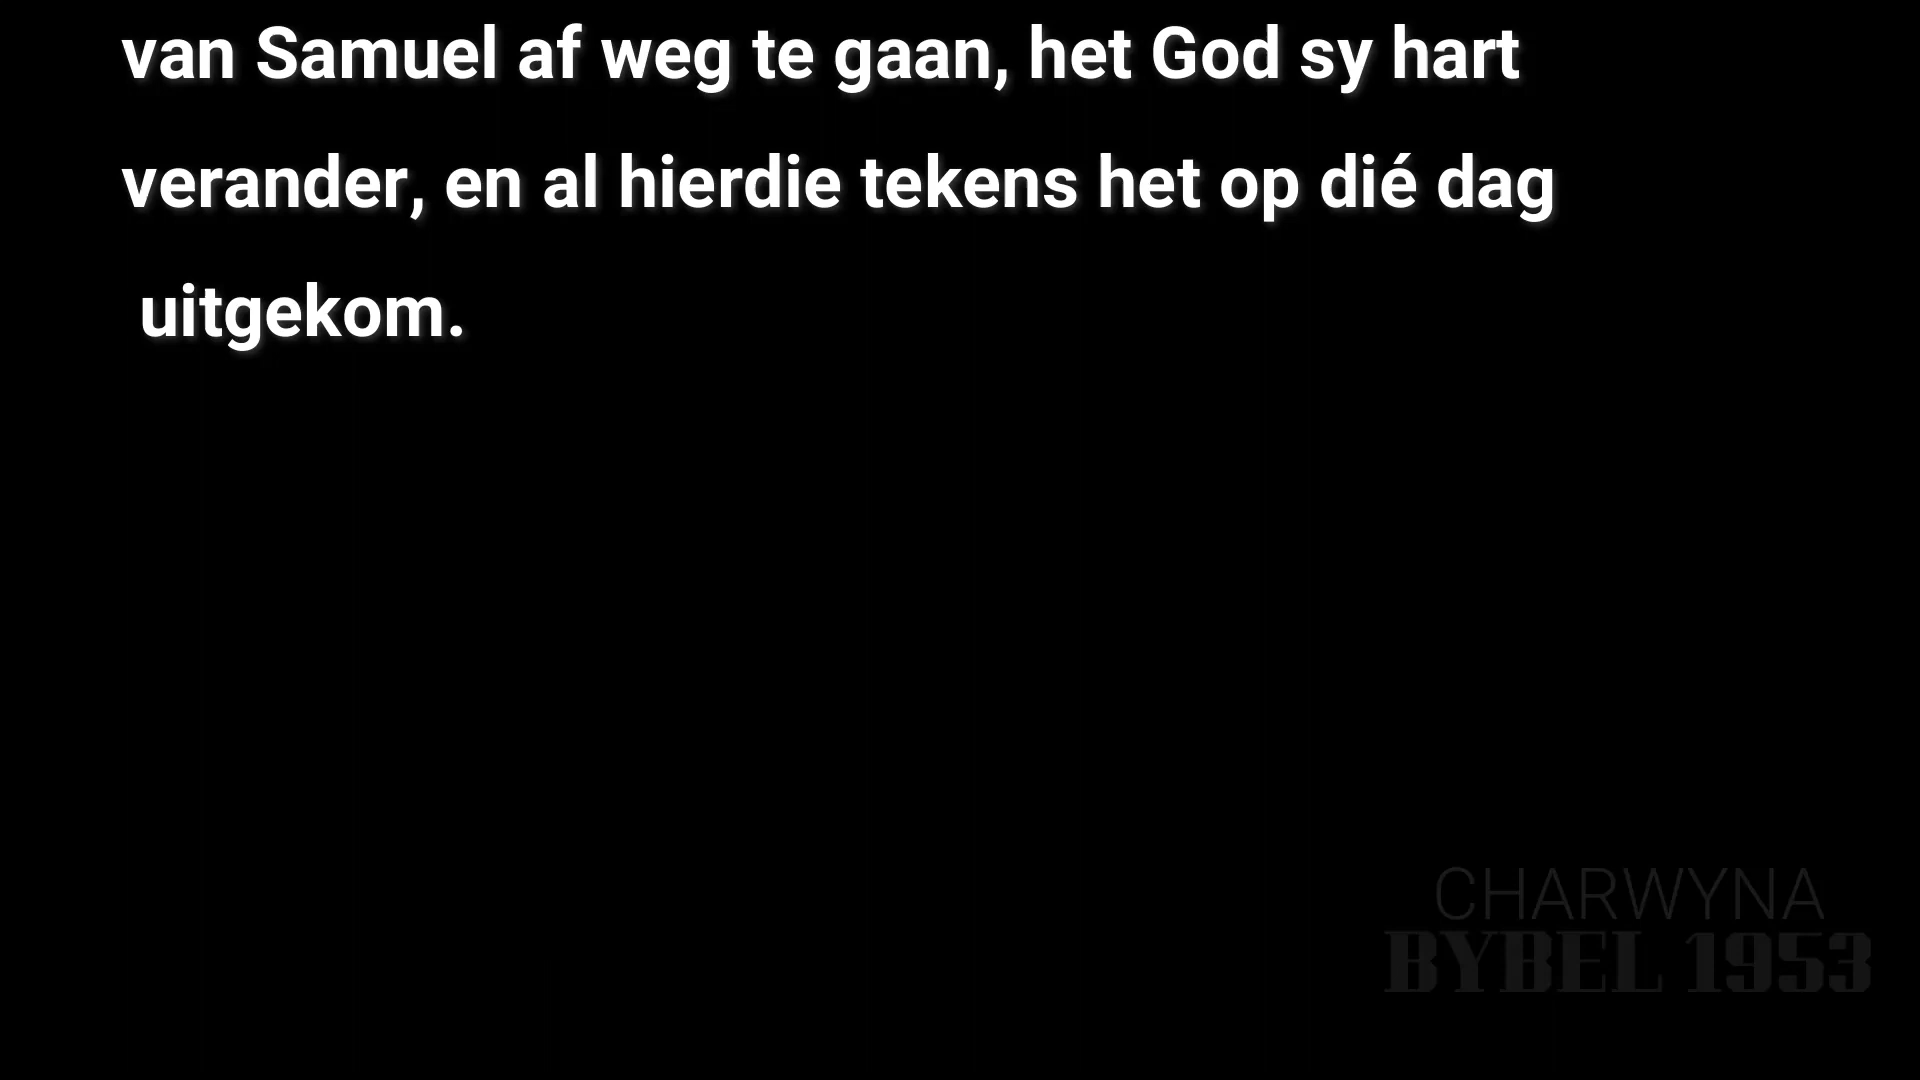 van Samuel af weg te gaan, het God sy hart
verander, en al hierdie tekens het op dié dag
uitgekom.
CHARWYNA
BYBEL 1953